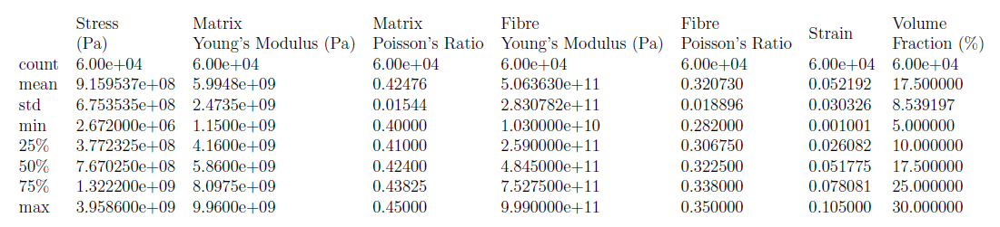 Stress Matrix Matrix Fibre Fibre Strain Volume
(Pa) Young's Modulus (Pa) Poisson's Ratio Young's Modulus (Pa) Poisson's Ratio Fraction (%)
count 6.00e+04 6.00e+04 6.00e+04 6.00e+04 6.00e+04 6.00e+04 6.00e+04
mean 9.159537e+08 5.9948e+09 0.42476 5.063630e+11 0.320730 0.052192 17.500000
std 6.753535e+08 2.4735e+09 0.01544 2.830782e+11 0.018896 0.030326 8.539197
min 2.672000e+06 1.1500e+09 0.40000 1.030000e+10 0.282000 0.001001 5.000000
25% 3.772325e+08 4.1600e+09 0.41000 2.590000e+11 0.306750 0.026082 10.000000
50% 7.670250e+08 5.8600e+09 0.42400 4.845000e+11 0.322500 0.051775 17.500000
75% 1.322200e+09 8.0975e+09 0.43825 7.527500e+11 0.338000 0.078081 25.000000
max 3.958600e+09 9.9600e+09 0.45000 9.990000e+11 0.350000 0.105000 30.000000